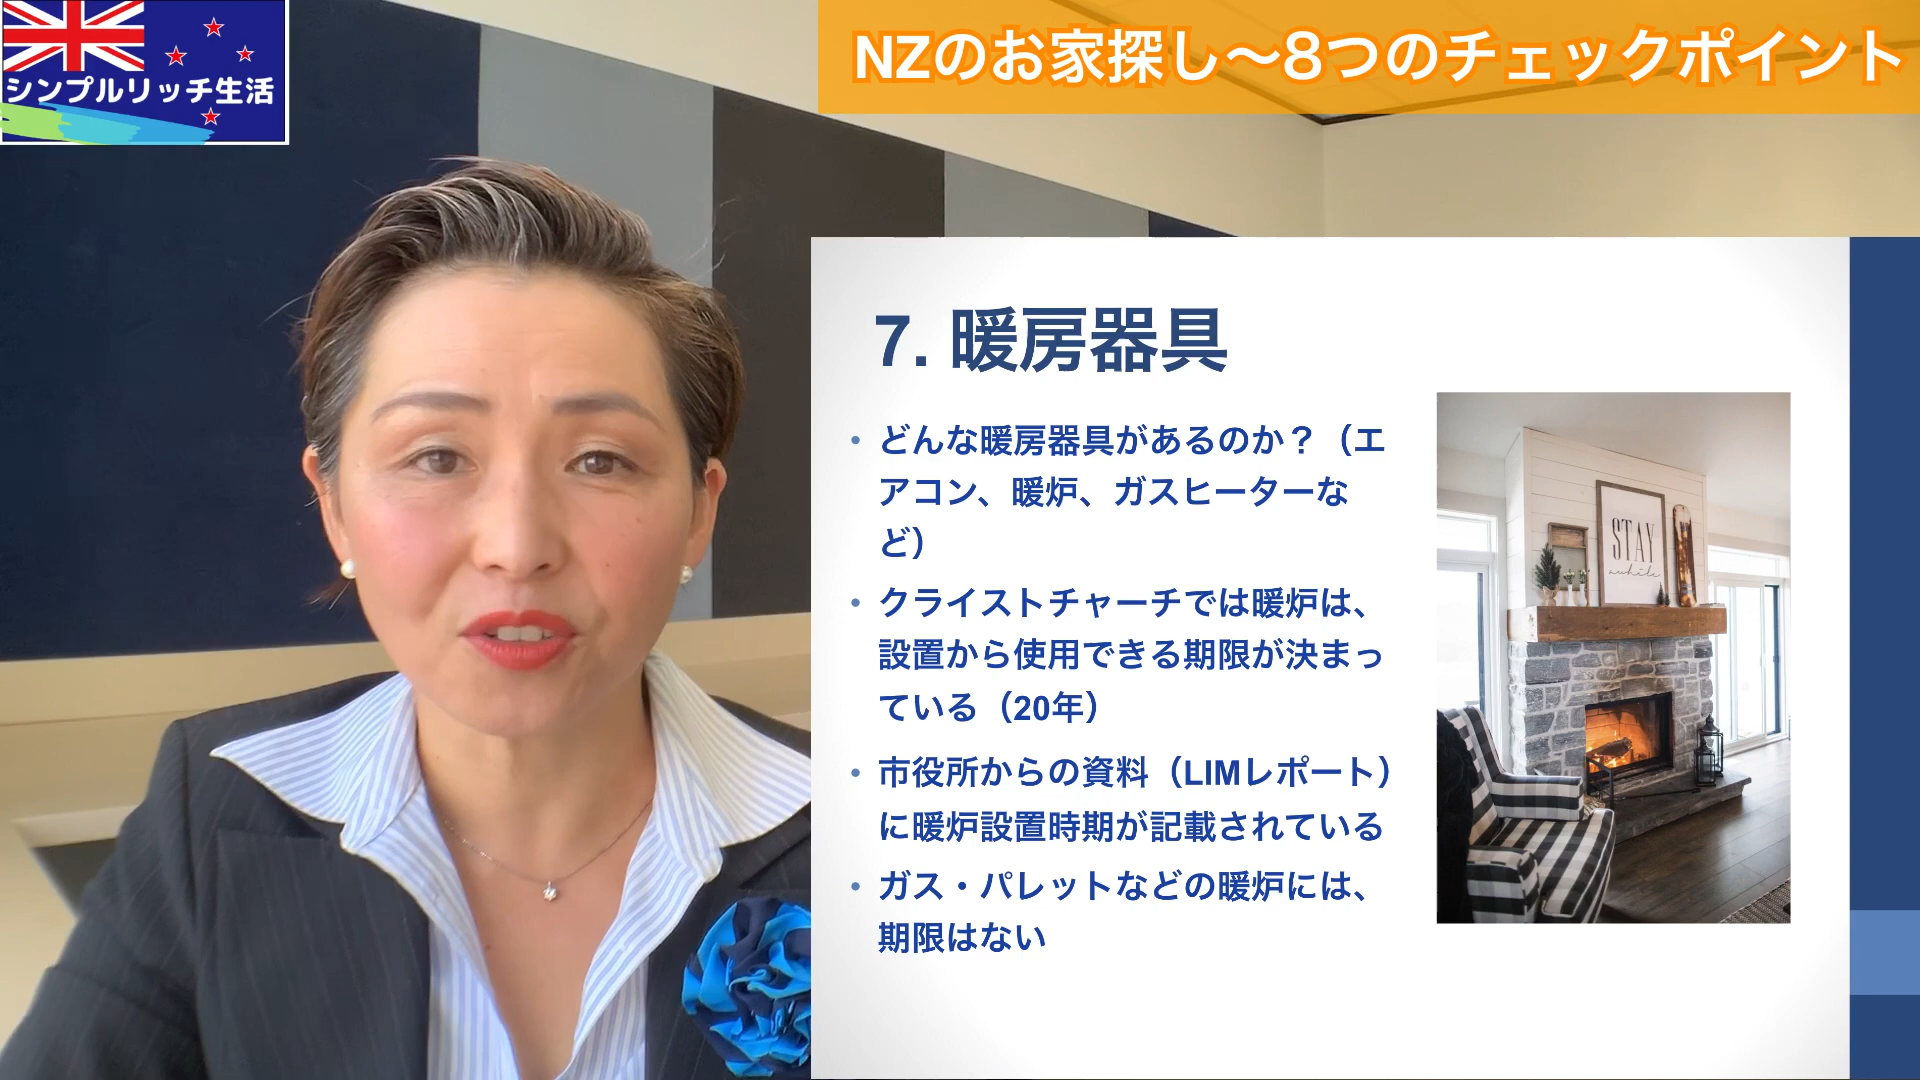 シンプルリッチ生活
NZのお家探し〜8つのチェックポイント
7. 暖房器具
• どんな暖房器具があるのか？（エ
アコン、暖炉、ガスヒーターな
ど）
• クライストチャーチでは暖炉は、
設置から使用できる期限が決まっ
ている（20年）
• 市役所からの資料（LIMレポート）
に暖炉設置時期が記載されている
• ガス・パレットなどの暖炉には、
期限はない
STAY
awhile